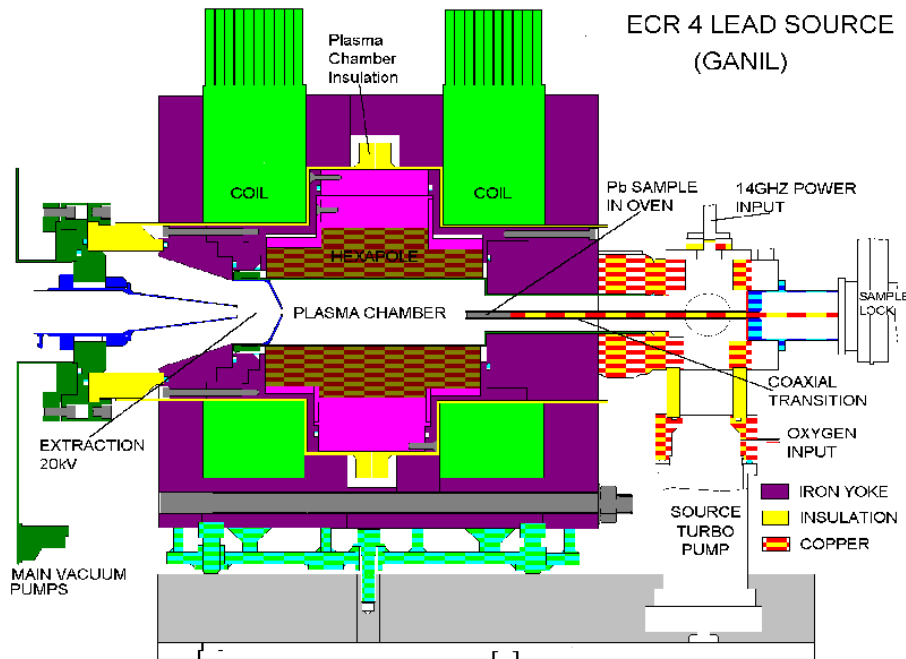 ECR 4 LEAD SOURCE
(GANIL)
Plasma
Chamber
Insulation
COIL
COIL
Pb SAMPLE
IN OVEN
14GHZ POWER
INPUT
HEXAPOLE
PLASMA CHAMBER
SAMPLE
LOCK
COAXIAL
TRANSITION
EXTRACTION
20kV
OXYGEN
INPUT
IRON YOKE
INSULATION
COPPER
SOURCE
TURBO
PUMP
MAIN VACUUM
PUMPS